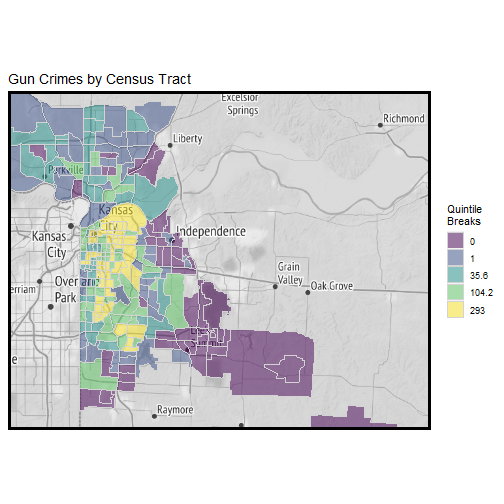 Gun Crimes by Census Tract
Excelsior
Springs
Richmond
Liberty
Parkville
Kansas
City
Kansas
City
Independence
Overland
Park
erriam
Grain
Valley
Oak Grove
e
Raymore
Quintile
Breaks
0
1
35.6
104.2
293